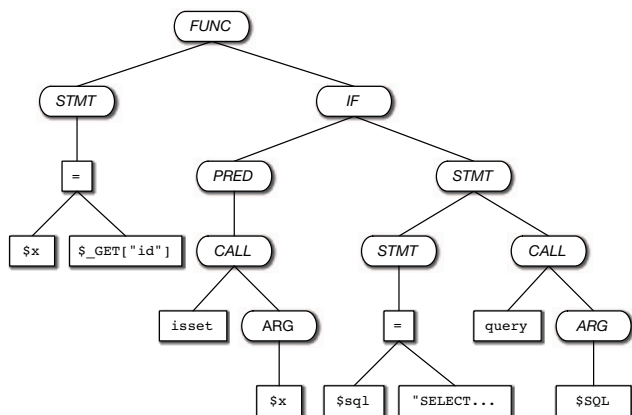 FUNC
STMT
IF
=
PRED
STMT
$x
$_GET["id"]
CALL
STMT
CALL
isset
ARG
=
query
ARG
$x
$sql
"SELECT...
$SQL